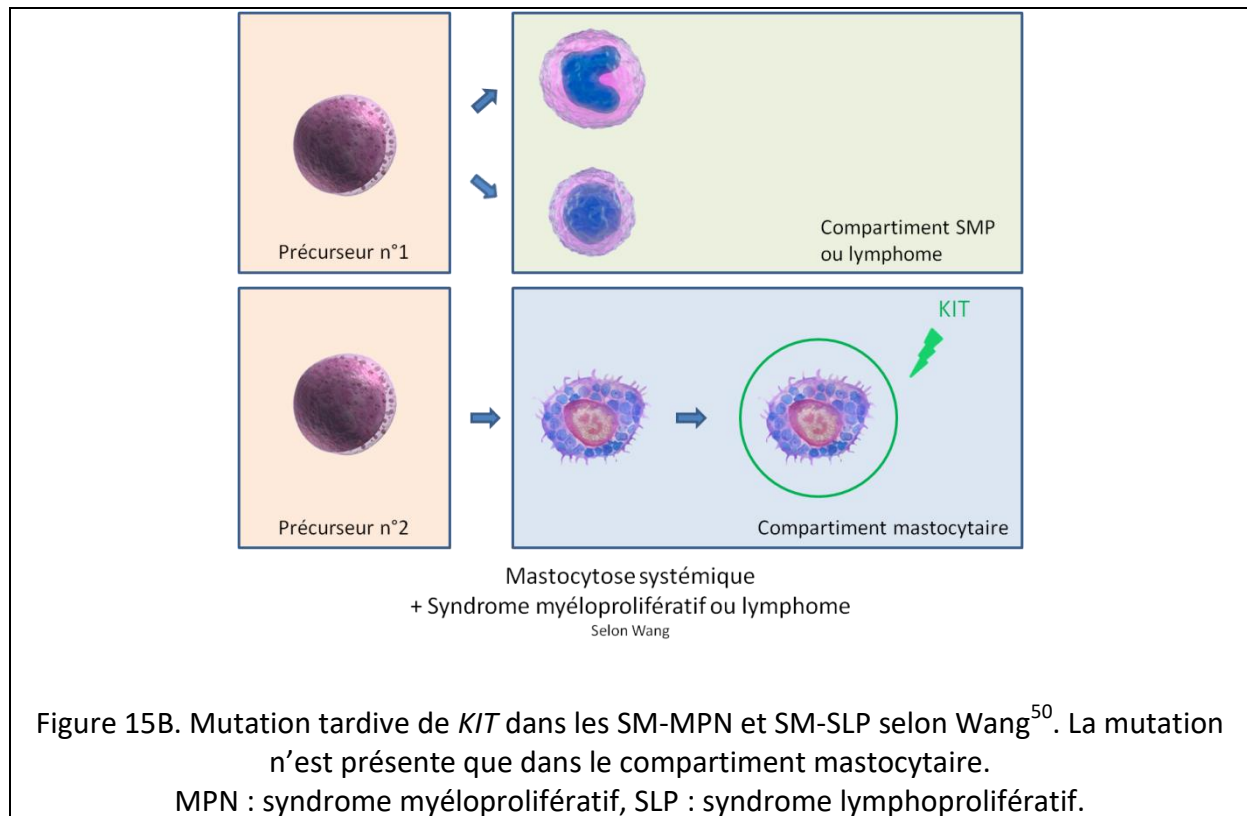 Précurseur n°1
Compartiment SMP
ou lymphome
KIT
Précurseur n°2
Compartiment mastocytaire
Mastocytose systémique
+ Syndrome myéloprolifératif ou lymphome
Selon Wang
Figure 15B. Mutation tardive de KIT dans les SM-MPN et SM-SLP selon Wang50. La mutation
n’est présente que dans le compartiment mastocytaire.
MPN : syndrome myéloprolifératif, SLP : syndrome lymphoprolifératif.